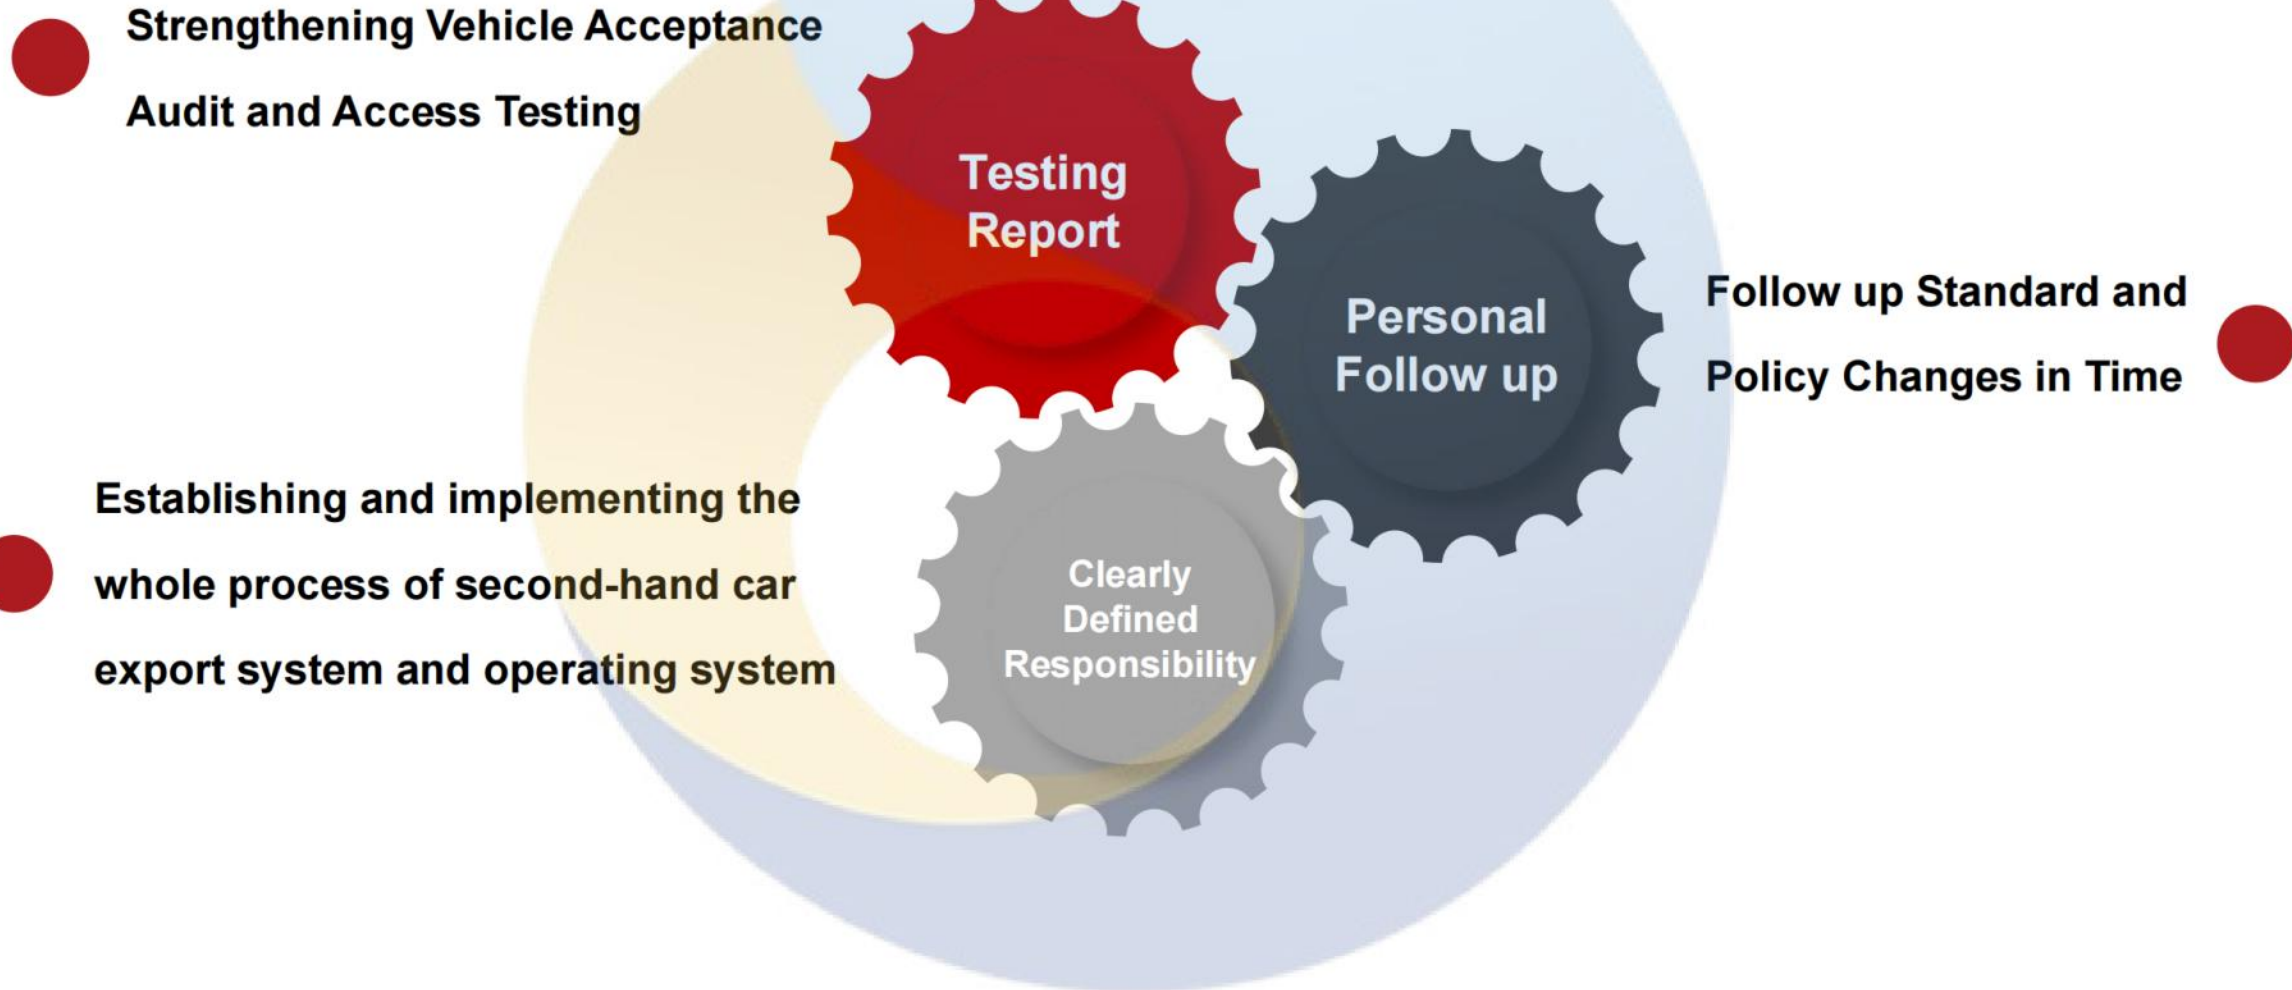 Strengthening Vehicle Acceptance
Audit and Access Testing
Testing
Report
Personal
Follow up
Follow up Standard and
Policy Changes in Time
Establishing and implementing the
whole process of second-hand car
export system and operating system
Clearly
Defined
Responsibility